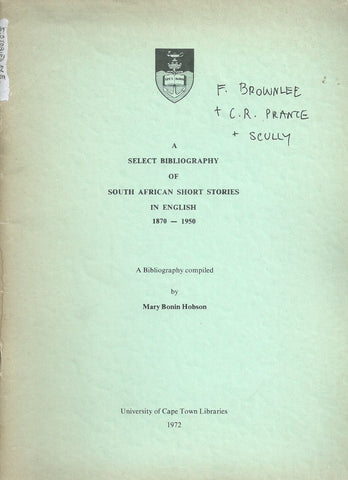 F. BROWNLEE
+ C.R. PRANCE
+ SCULLY
A
SELECT BIBLIOGRAPHY
OF
SOUTH AFRICAN SHORT STORIES
IN ENGLISH
1870 — 1950
A Bibliography compiled
by
Mary Bonin Hobson
University of Cape Town Libraries
1972